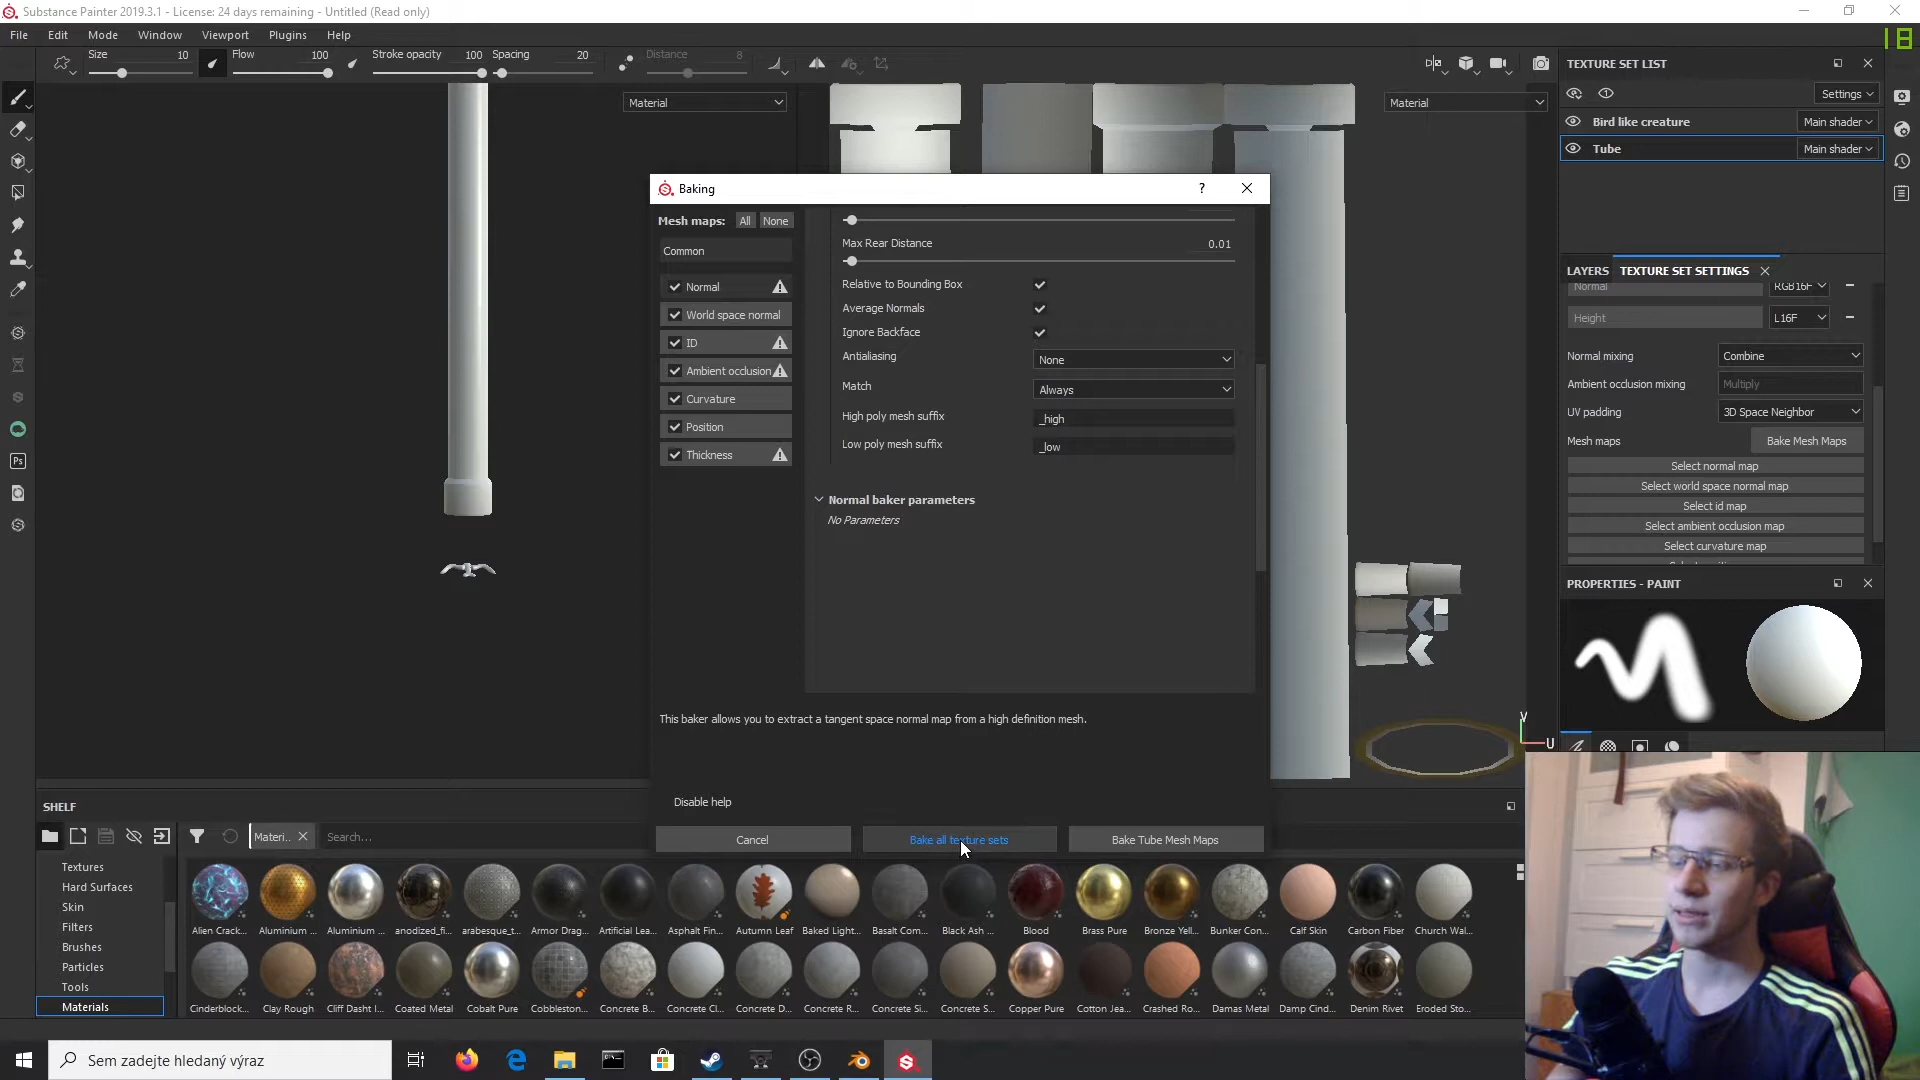 Substance Painter 2019.3.1 - License: 24 days remaining - Untitled (Read only)
File Edit Mode Window Viewport Plugins Help
18
Size 10 Flow 100 Stroke opacity 100 Spacing 20 Distance 8
Material
Material
TEXTURE SET LIST
Settings
Bird like creature Main shader
Tube Main shader
LAYERS TEXTURE SET SETTINGS
Normal RGB16F
Height L16F
Normal mixing Combine
Ambient occlusion mixing Multiply
UV padding 3D Space Neighbor
Mesh maps Bake Mesh Maps
Select normal map
Select world space normal map
Select id map
Select ambient occlusion map
Select curvature map
PROPERTIES - PAINT
Baking ?
Mesh maps: All None
Common
Normal
World space normal
ID
Ambient occlusion
Curvature
Position
Thickness
Max Rear Distance 0.01
Relative to Bounding Box
Average Normals
Ignore Backface
Antialiasing None
Match Always
High poly mesh suffix _high
Low poly mesh suffix _low
Normal baker parameters
No Parameters
This baker allows you to extract a tangent space normal map from a high definition mesh.
Disable help
Cancel Bake all texture sets Bake Tube Mesh Maps
V
U
SHELF
Materi... Search...
Textures
Hard Surfaces
Skin
Filters
Brushes
Particles
Tools
Materials
Alien Crack... Aluminium ... Aluminium ... anodized_fi... arabesque_t... Armor Drag... Artificial Lea... Asphalt Fin... Autumn Leaf Baked Light... Basalt Com... Black Ash ... Blood Brass Pure Bronze Yell... Bunker Con... Calf Skin Carbon Fiber Church Wal...
Cinderblock... Clay Rough Cliff Dasht I... Coated Metal Cobalt Pure Cobbleston... Concrete B... Concrete Cl... Concrete D... Concrete R... Concrete Si... Concrete S... Copper Pure Cotton Jea... Crashed Ro... Damas Metal Damp Cind... Denim Rivet Eroded Sto...
Ps
Sem zadejte hledaný výraz